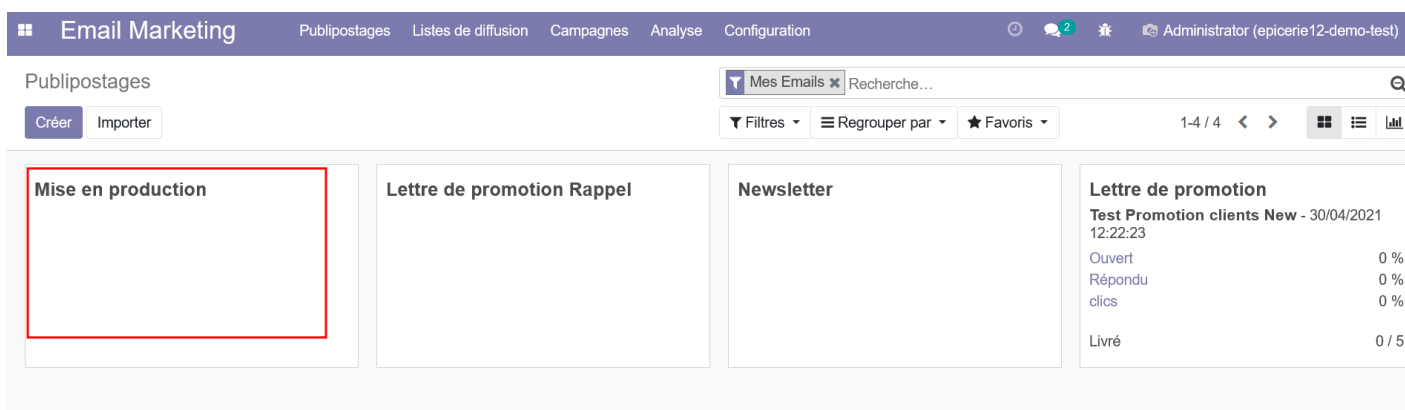 Email Marketing Publipostages Listes de diffusion Campagnes Analyse Configuration 2 Administrator (epicerie12-demo-test)
Publipostages Mes Emails Recherche...
Créer Importer Filtres Regrouper par Favoris 1-4 / 4
Mise en production Lettre de promotion Rappel Newsletter Lettre de promotion
Test Promotion clients New - 30/04/2021
12:22:23
Ouvert 0 %
Répondu 0 %
clics 0 %
Livré 0 / 5